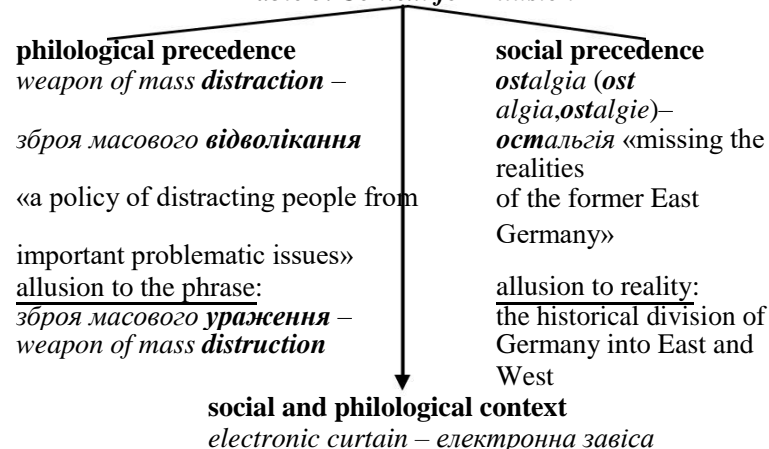 philological precedence
weapon of mass distraction –
зброя масового відволікання
«a policy of distracting people from
important problematic issues»
allusion to the phrase:
зброя масового ураження –
weapon of mass distruction
social precedence
ostalgia (ost
algia,ostalgie)–
остальгія «missing the
realities
of the former East
Germany»
allusion to reality:
the historical division of
Germany into East and
West
social and philological context
electronic curtain – електронна завіса